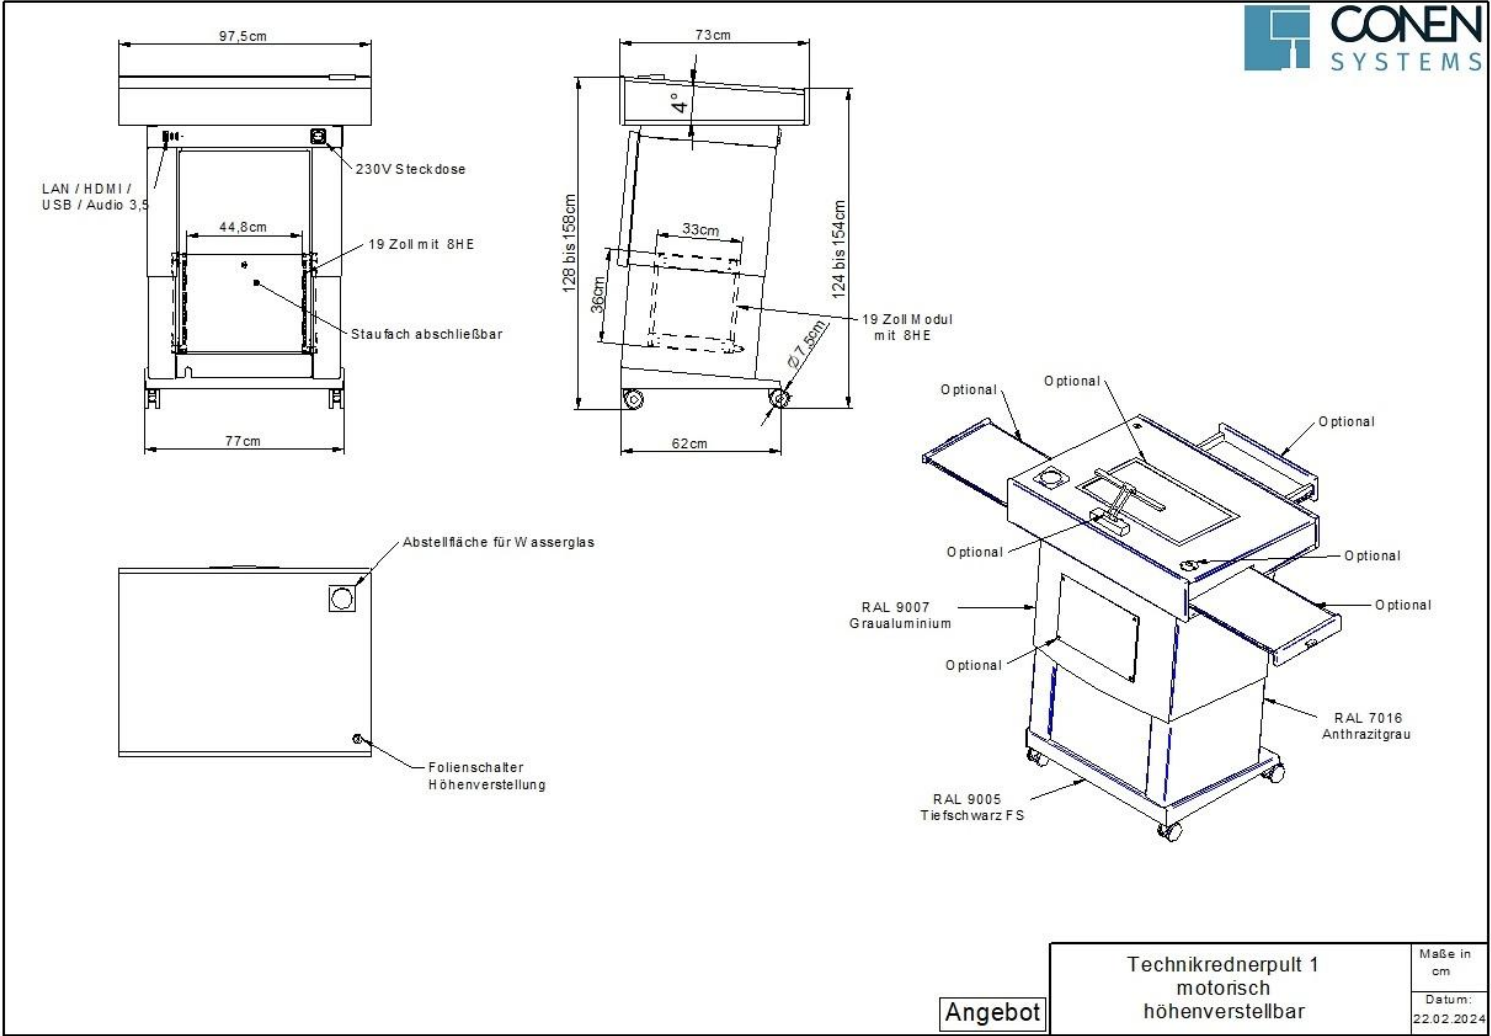 CONEN
SYSTEMS
97,5cm
73cm
4°
230V Steckdose
LAN / HDMI /
USB / Audio 3,5
44,8cm
19 Zoll mit 8HE
Staufach abschließbar
77cm
128 bis 158cm
33cm
36cm
124 bis 154cm
19 Zoll Modul
mit 8HE
Ø 7,5cm
62cm
Optional
Optional
Optional
Optional
Optional
Optional
Optional
RAL 9007
Graualuminium
RAL 7016
Anthrazitgrau
RAL 9005
Tiefschwarz FS
Abstellfläche für Wasserglas
Folienschalter
Höhenverstellung
Angebot
Technikrednerpult 1
motorisch
höhenverstellbar
Maße in
cm
Datum:
22.02.2024